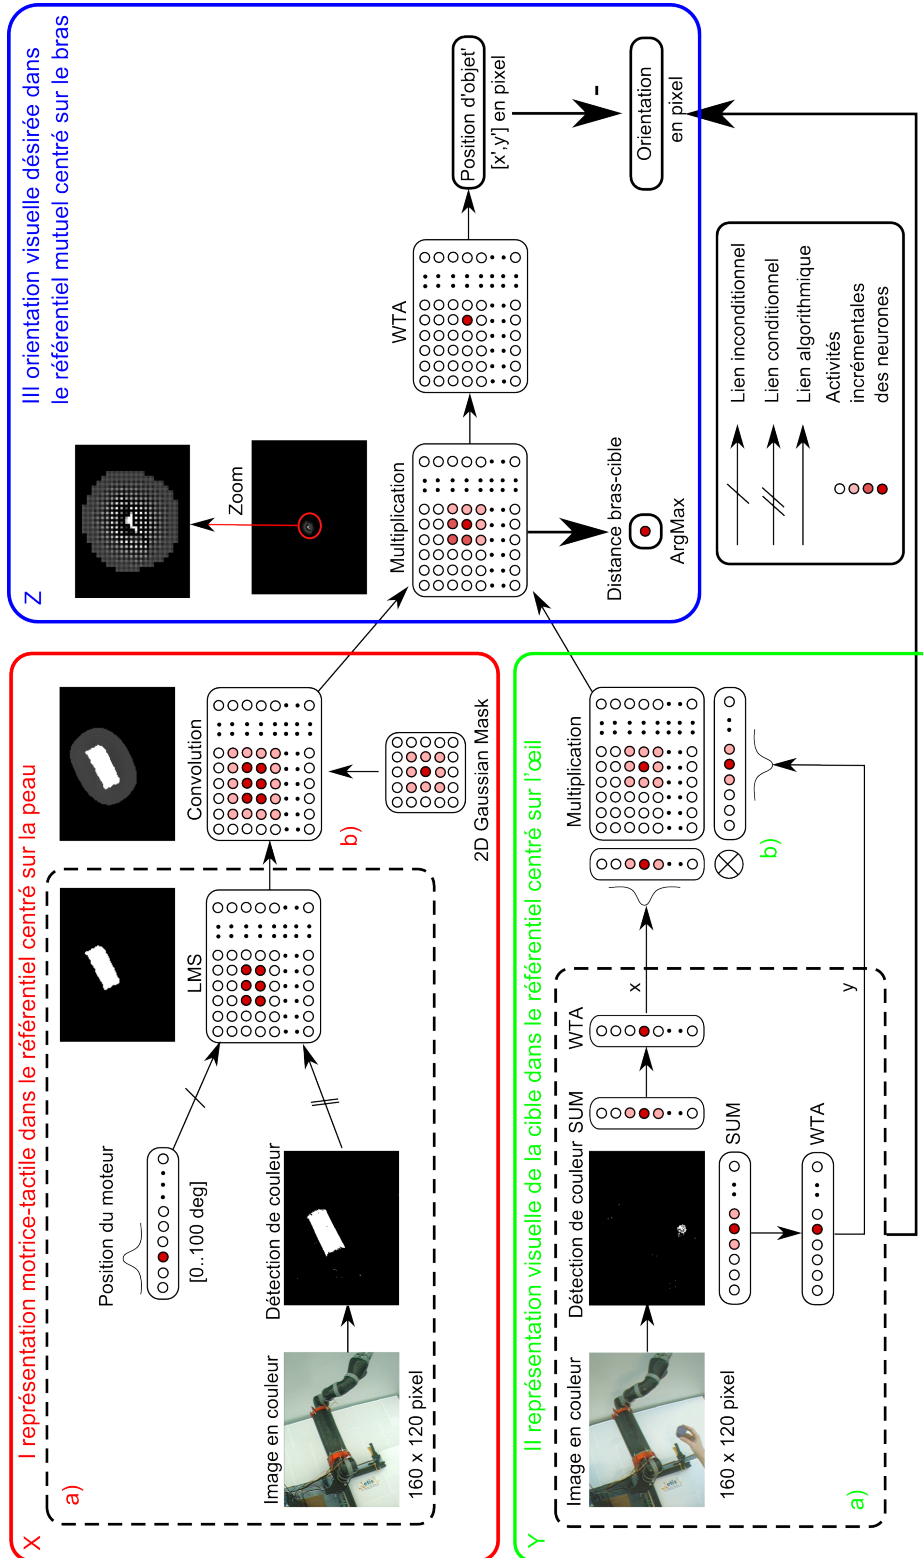 X
I représentation motrice-tactile dans le référentiel centré sur la peau
a)
Position du moteur
[0..100 deg]
Image en couleur
160 x 120 pixel
Détection de couleur
LMS
Convolution
b)
2D Gaussian Mask
Y
II représentation visuelle de la cible dans le référentiel centré sur l'œil
a)
Image en couleur
160 x 120 pixel
Détection de couleur
SUM
WTA
x
SUM
WTA
y
Multiplication
b)
Z
III orientation visuelle désirée dans
le référentiel mutuel centré sur le bras
Zoom
Multiplication
Distance bras-cible
ArgMax
WTA
Position d'objet'
[x',y'] en pixel
-
Orientation
en pixel
Lien inconditionnel
Lien conditionnel
Lien algorithmique
Activités
incrémentales
des neurones